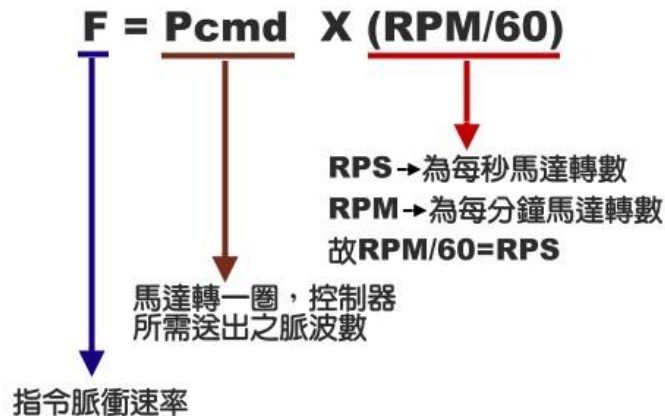 F = Pcmd X (RPM/60)
RPS→為每秒馬達轉數
RPM→為每分鐘馬達轉數
故RPM/60=RPS
馬達轉一圈，控制器
所需送出之脈波數
指令脈衝速率